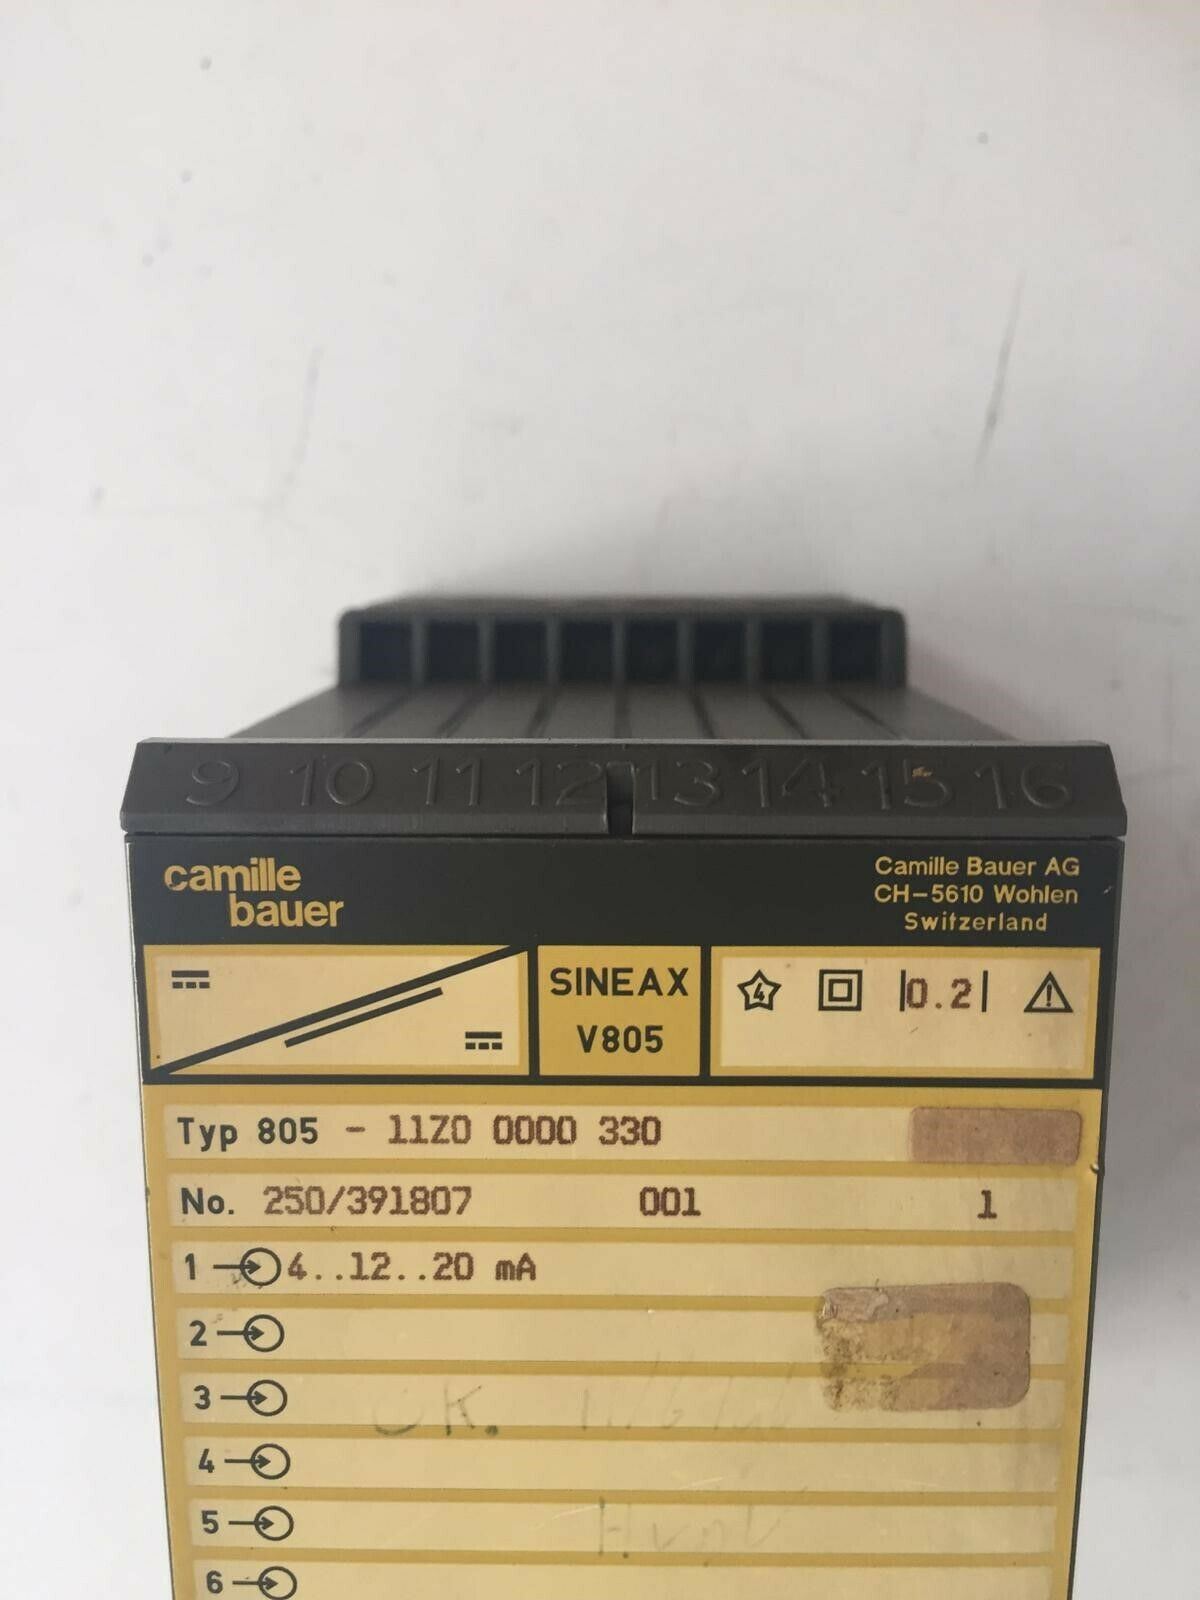 9 10 11 12 13 14 15 16
camille
bauer
Camille Bauer AG
CH-5610 Wohlen
Switzerland
SINEAX
V805
4 |0.2|
Typ 805 - 11Z0 0000 330
No. 250/391807 001 1
1 4..12..20 mA
2
3 OK.
4
5
6